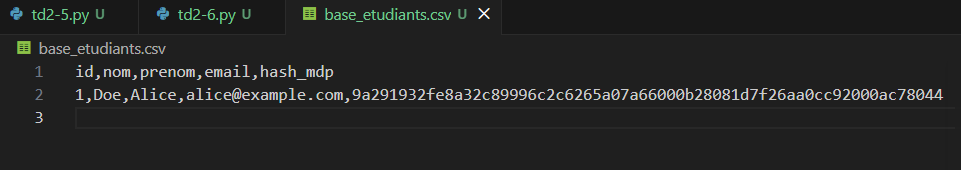 td2-5.py U td2-6.py U base_etudiants.csv U
base_etudiants.csv
1 id,nom,prenom,email,hash_mdp
2 1,Doe,Alice,alice@example.com,9a291932fe8a32c89996c2c6265a07a66000b28081d7f26aa0cc92000ac78044
3